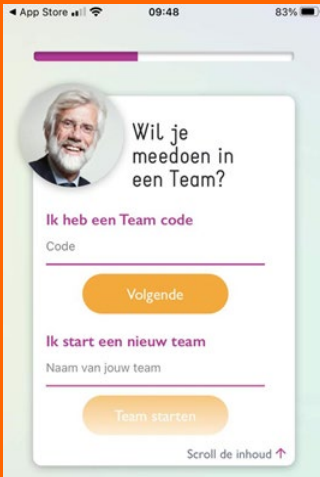 App Store 09:48 83%
Wil je
meedoen in
een Team?
Ik heb een Team code
Code
Volgende
Ik start een nieuw team
Naam van jouw team
Team starten
Scroll de inhoud ↑